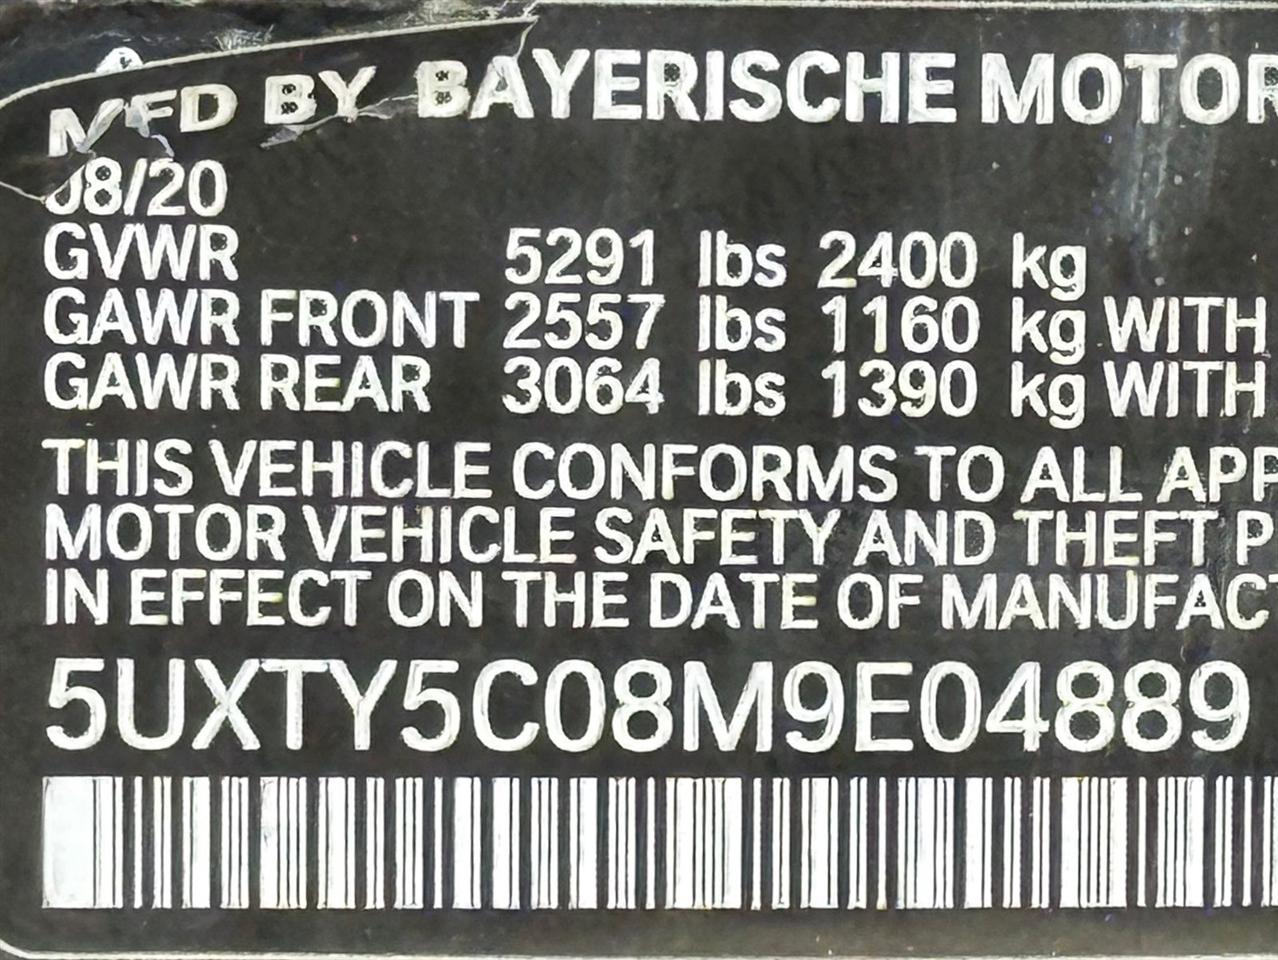 MFD BY BAYERISCHE MOTOR
08/20
GVWR 5291 lbs 2400 kg
GAWR FRONT 2557 lbs 1160 kg WITH
GAWR REAR 3064 lbs 1390 kg WITH
THIS VEHICLE CONFORMS TO ALL APP
MOTOR VEHICLE SAFETY AND THEFT P
IN EFFECT ON THE DATE OF MANUFACT
5UXTY5C08M9E04889